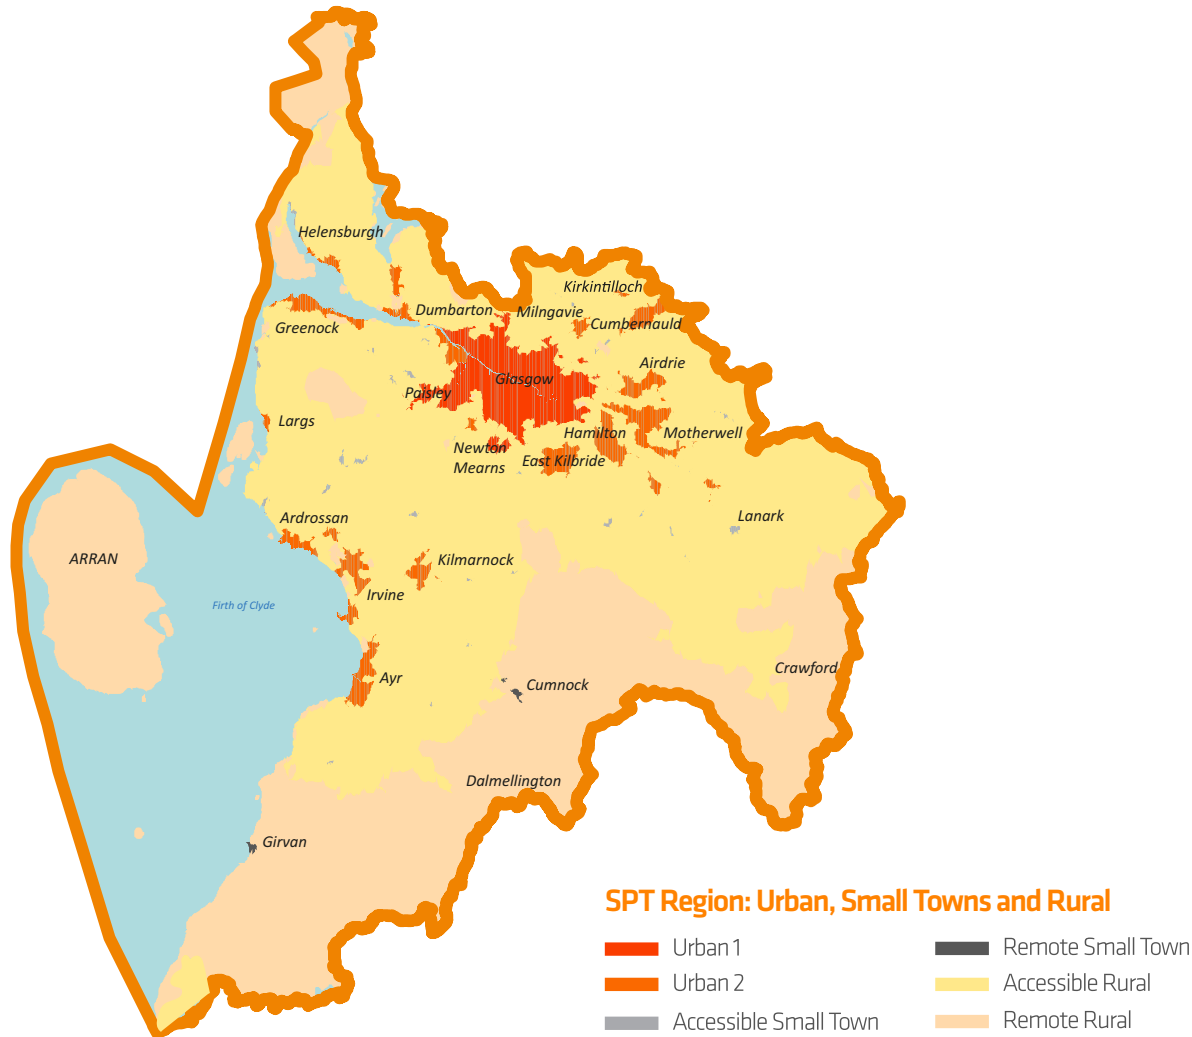 Helensburgh
Kirkintilloch
Dumbarton
Milngavie
Cumbernauld
Greenock
Airdrie
Glasgow
Paisley
Largs
Hamilton
Motherwell
Newton
Mearns
East Kilbride
Ardrossan
Lanark
ARRAN
Kilmarnock
Irvine
Firth of Clyde
Crawford
Ayr
Cumnock
Dalmellington
Girvan
SPT Region: Urban, Small Towns and Rural
Urban 1
Remote Small Town
Urban 2
Accessible Rural
Accessible Small Town
Remote Rural